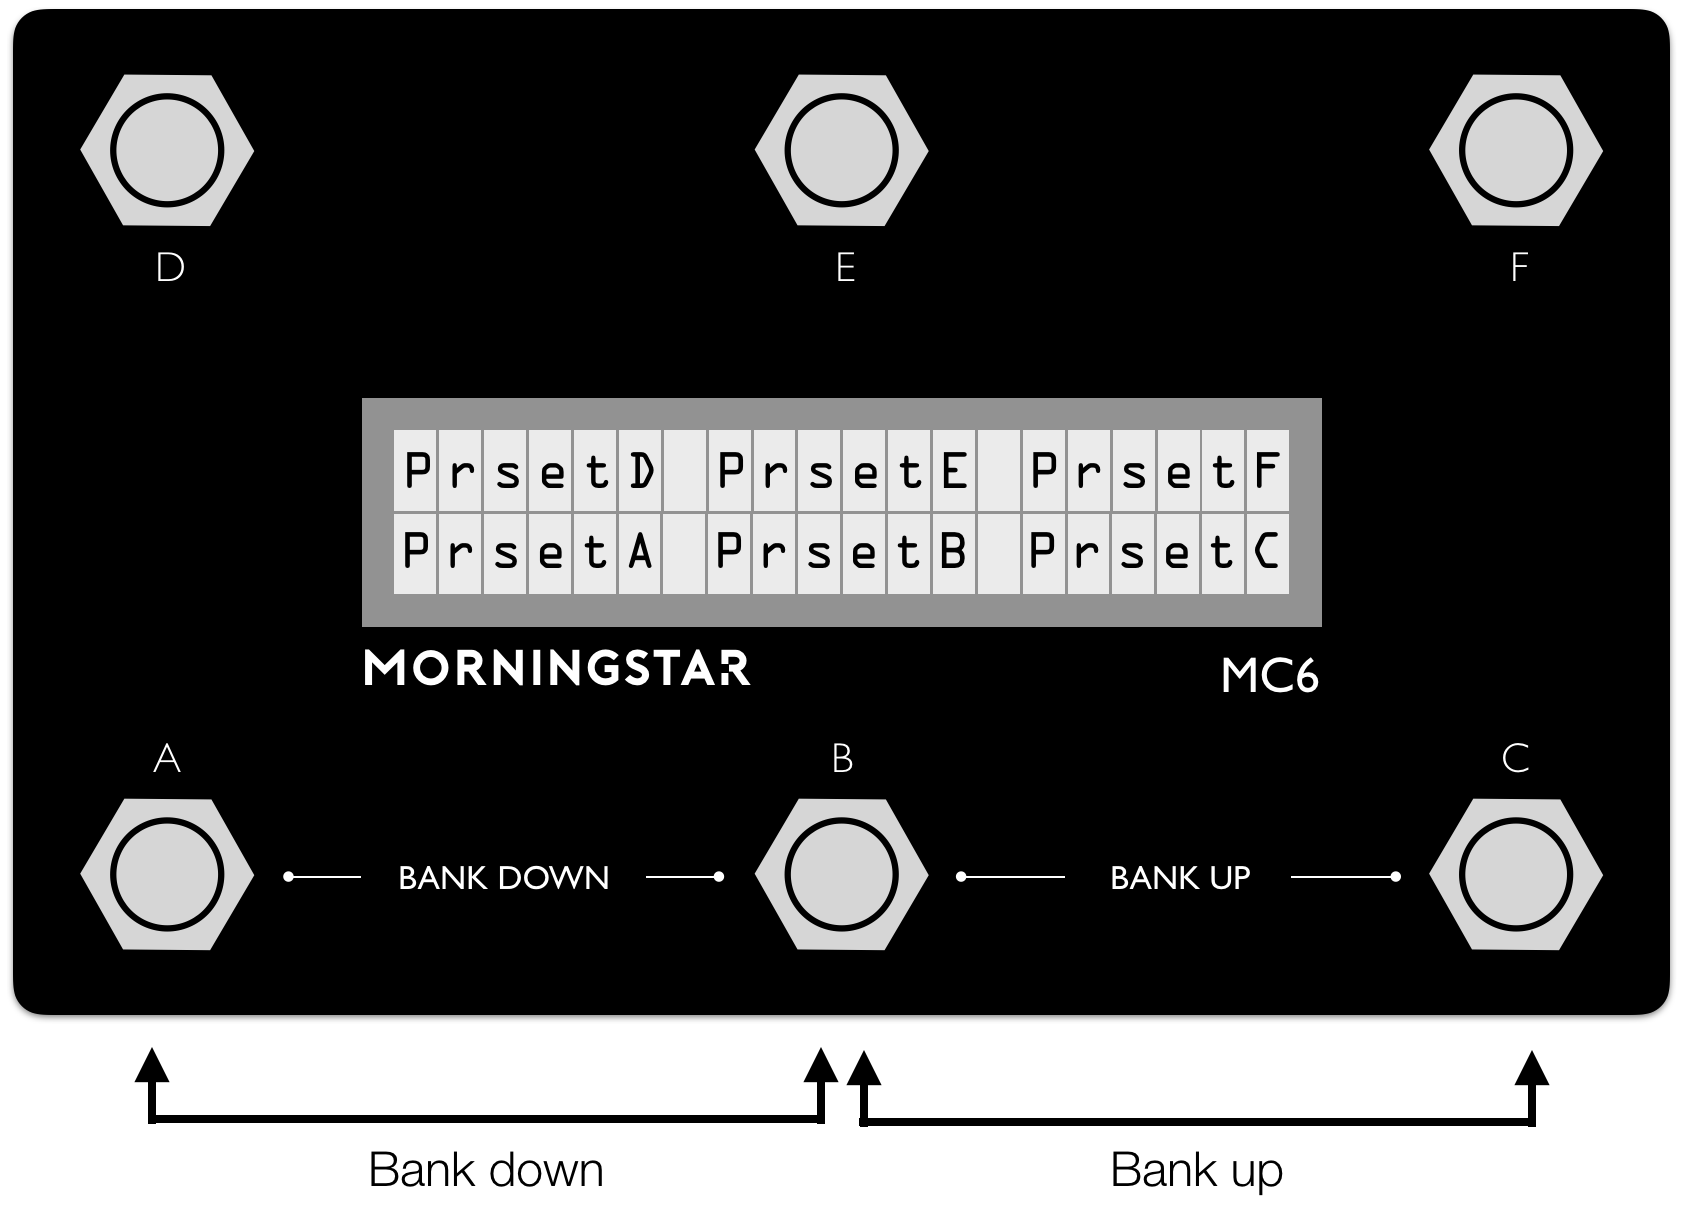 D E F
PrsetD PrsetE PrsetF
PrsetA PrsetB PrsetC
MORNINGSTAR MC6
A B C
BANK DOWN BANK UP
Bank down Bank up